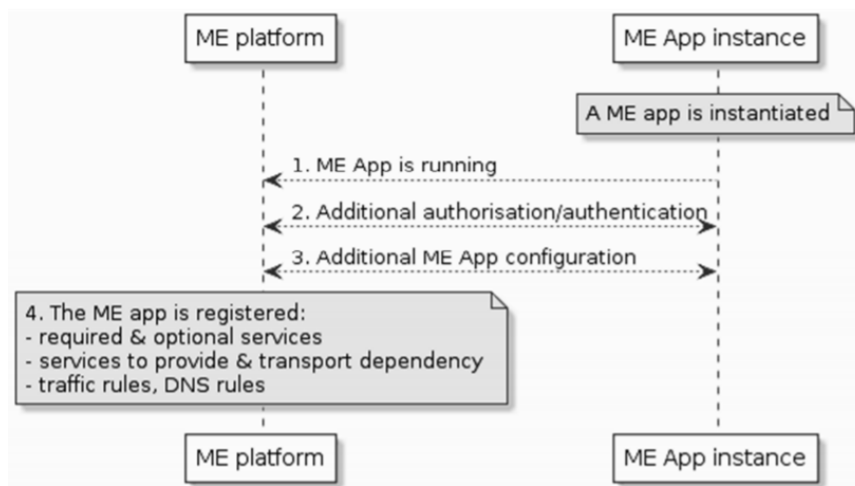 ME platform
ME App instance
A ME app is instantiated
1. ME App is running
2. Additional authorisation/authentication
3. Additional ME App configuration
4. The ME app is registered:
- required & optional services
- services to provide & transport dependency
- traffic rules, DNS rules
ME platform
ME App instance